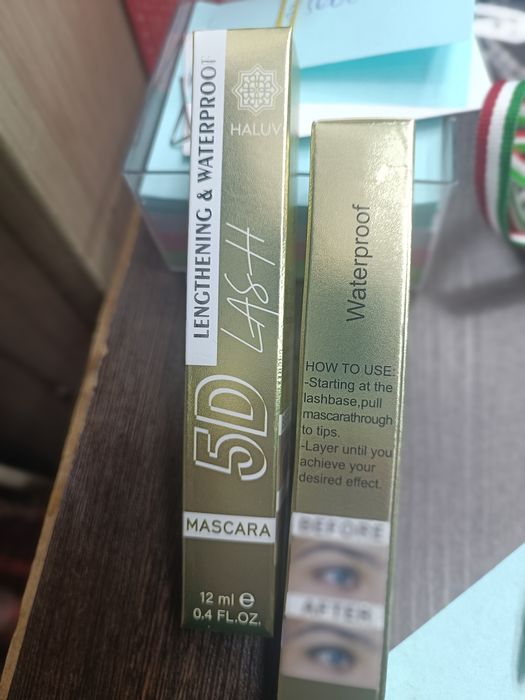 HALUV
LENGTHENING & WATERPROOF
5D LASH
MASCARA
12 ml e
0.4 FL.OZ.
Waterproof
HOW TO USE:
-Starting at the
lashbase,pull
mascarathrough
to tips.
-Layer until you
achieve your
desired effect.
BEFORE
AFTER